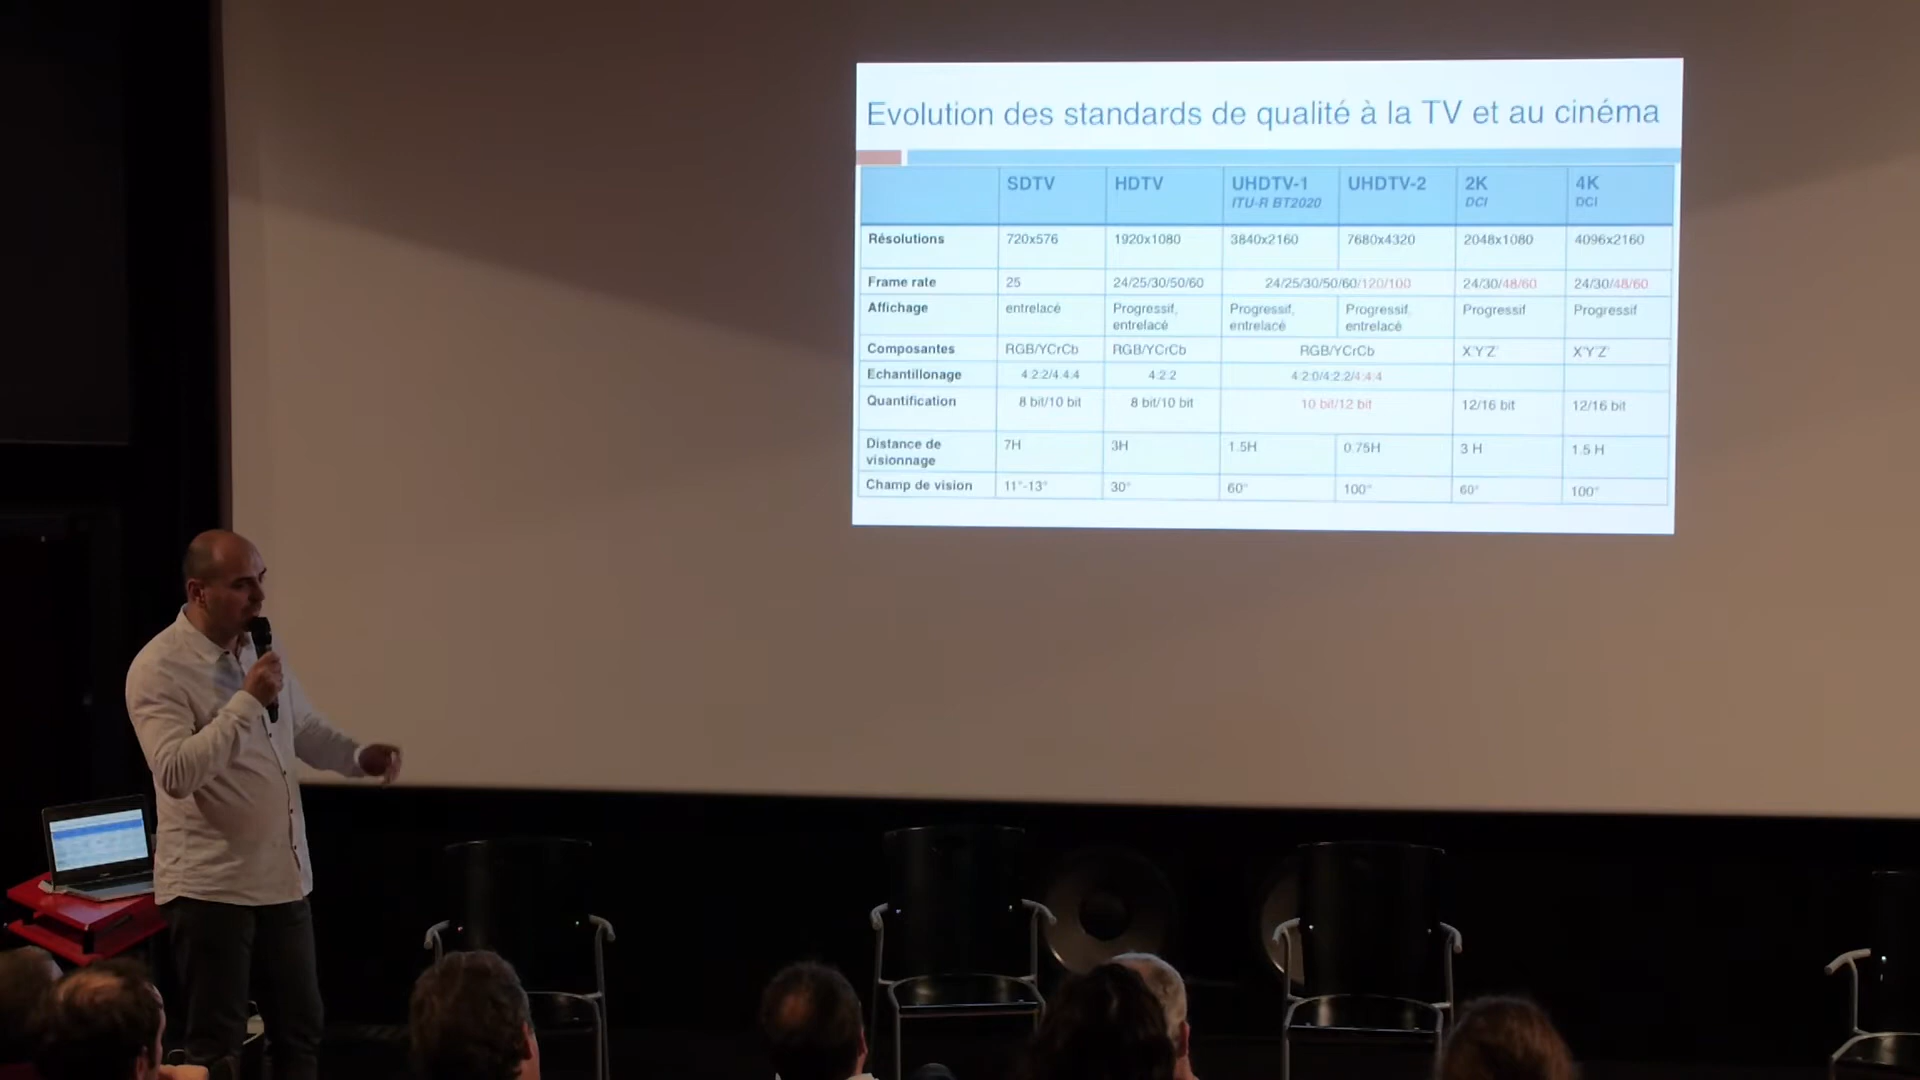 Evolution des standards de qualité à la TV et au cinéma
SDTV HDTV UHDTV-1 UHDTV-2 2K 4K
ITU-R BT2020 DCI DCI
Résolutions 720x576 1920x1080 3840x2160 7680x4320 2048x1080 4096x2160
Frame rate 25 24/25/30/50/60 24/25/30/50/60/120/100 24/30/48/60 24/30/48/60
Affichage entrelacé Progressif, Progressif, Progressif, Progressif Progressif
entrelacé entrelacé entrelacé
Composantes RGB/YCrCb RGB/YCrCb RGB/YCrCb X'Y'Z' X'Y'Z'
Echantillonage 4:2:2/4:4:4 4:2:2 4:2:0/4:2:2/4:4:4
Quantification 8 bit/10 bit 8 bit/10 bit 10 bit/12 bit 12/16 bit 12/16 bit
Distance de 7H 3H 1.5H 0.75H 3 H 1.5 H
visionnage
Champ de vision 11°-13° 30° 60° 100° 60° 100°